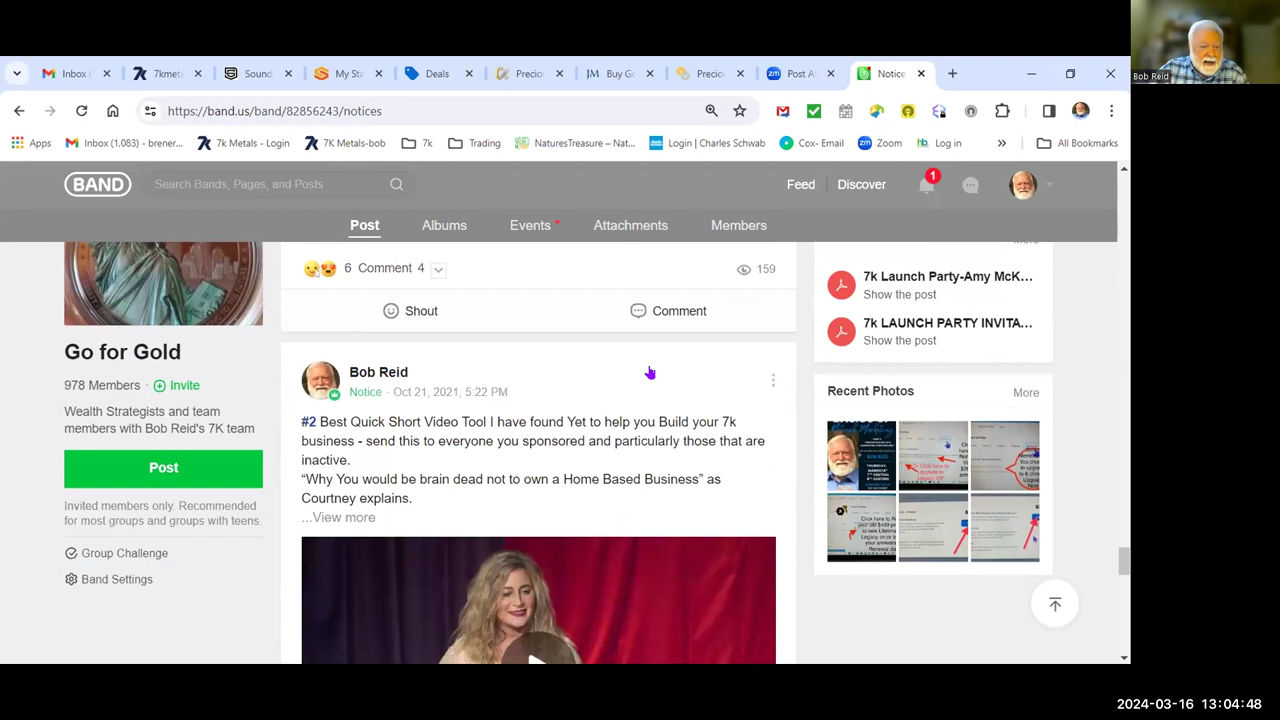 Bob Reid
Inbox (
7kmet
Sound
My Sta
Deals
Precio
Buy Go
Precio
Post A
Notice
https://band.us/band/82856243/notices
Apps
Inbox (1,083) - brener...
7k Metals - Login
7K Metals-bob
7k
Trading
NaturesTreasure – Nat...
Login | Charles Schwab
Cox- Email
Zoom
Log in
»
All Bookmarks
BAND
Search Bands, Pages, and Posts
Feed
Discover
1
Post
Albums
Events
Attachments
Members
More
6 Comment 4
159
Shout
Comment
7k Launch Party-Amy McK...
Show the post
7k LAUNCH PARTY INVITA...
Show the post
Go for Gold
978 Members · Invite
Wealth Strategists and team
members with Bob Reid's 7K team
Post
Invited members only. Recommended
for most groups and groups with teens.
Group Challenge
Band Settings
Bob Reid
Notice · Oct 21, 2021, 5:22 PM
#2 Best Quick Short Video Tool I have found Yet to help you Build your 7k
business - send this to everyone you sponsored and particularly those that are
inactive.
“Why You would be brain dead not to own a Home Based Business” as
Courtney explains.
...View more
Recent Photos
More
2024-03-16 13:04:48